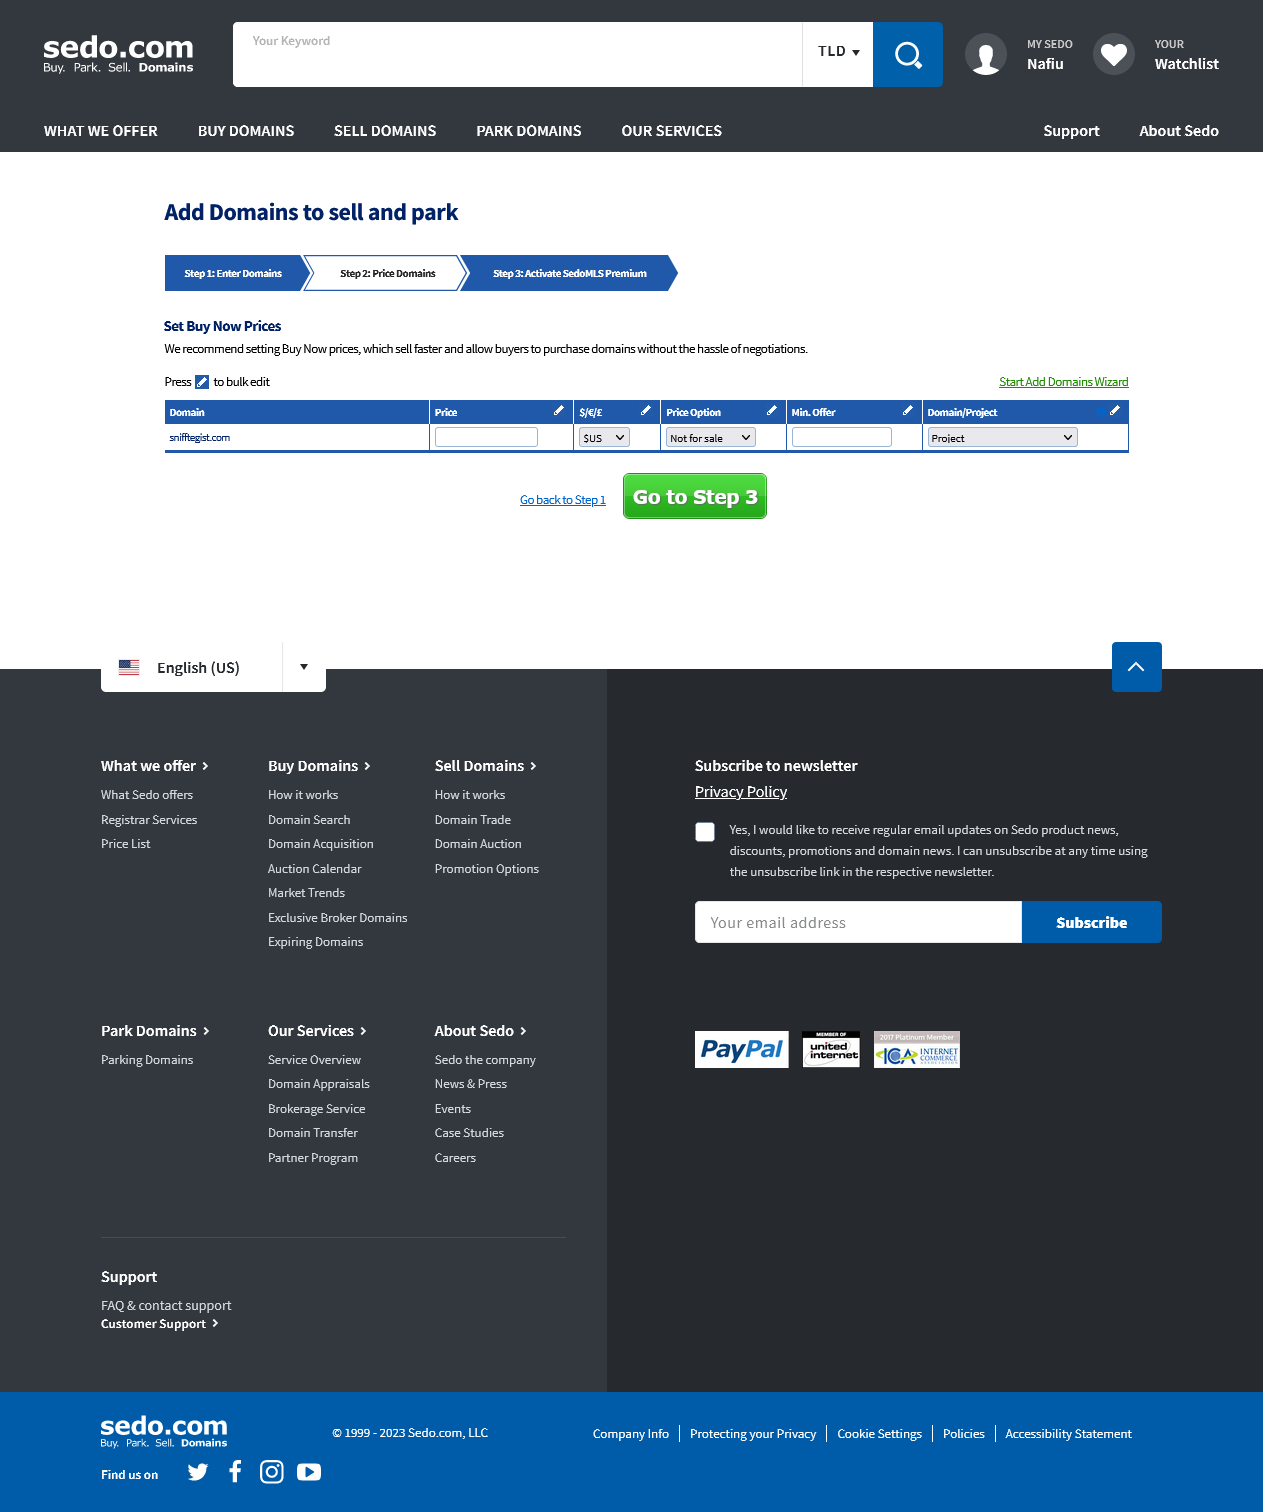 sedo.com
Buy. Park. Sell. Domains
Your Keyword
TLD
MY SEDO
Nafiu
YOUR
Watchlist
WHAT WE OFFER
BUY DOMAINS
SELL DOMAINS
PARK DOMAINS
OUR SERVICES
Support
About Sedo
Add Domains to sell and park
Step 1: Enter Domains
Step 2: Price Domains
Step 3: Activate SedoMLS Premium
Set Buy Now Prices
We recommend setting Buy Now prices, which sell faster and allow buyers to purchase domains without the hassle of negotiations.
Press to bulk edit
Start Add Domains Wizard
Domain Price $/€/£ Price Option Min. Offer Domain/Project
snifftegist.com $US Not for sale Project
Go back to Step 1
Go to Step 3
English (US)
What we offer
What Sedo offers
Registrar Services
Price List
Buy Domains
How it works
Domain Search
Domain Acquisition
Auction Calendar
Market Trends
Exclusive Broker Domains
Expiring Domains
Sell Domains
How it works
Domain Trade
Domain Auction
Promotion Options
Subscribe to newsletter
Privacy Policy
Yes, I would like to receive regular email updates on Sedo product news,
discounts, promotions and domain news. I can unsubscribe at any time using
the unsubscribe link in the respective newsletter.
Your email address
Subscribe
Park Domains
Parking Domains
Our Services
Service Overview
Domain Appraisals
Brokerage Service
Domain Transfer
Partner Program
About Sedo
Sedo the company
News & Press
Events
Case Studies
Careers
PayPal
MEMBER OF
united
internet
2017 Platinum Member
ICA INTERNET
COMMERCE
ASSOCIATION
Support
FAQ & contact support
Customer Support
sedo.com
Buy. Park. Sell. Domains
© 1999 - 2023 Sedo.com, LLC
Company Info
Protecting your Privacy
Cookie Settings
Policies
Accessibility Statement
Find us on